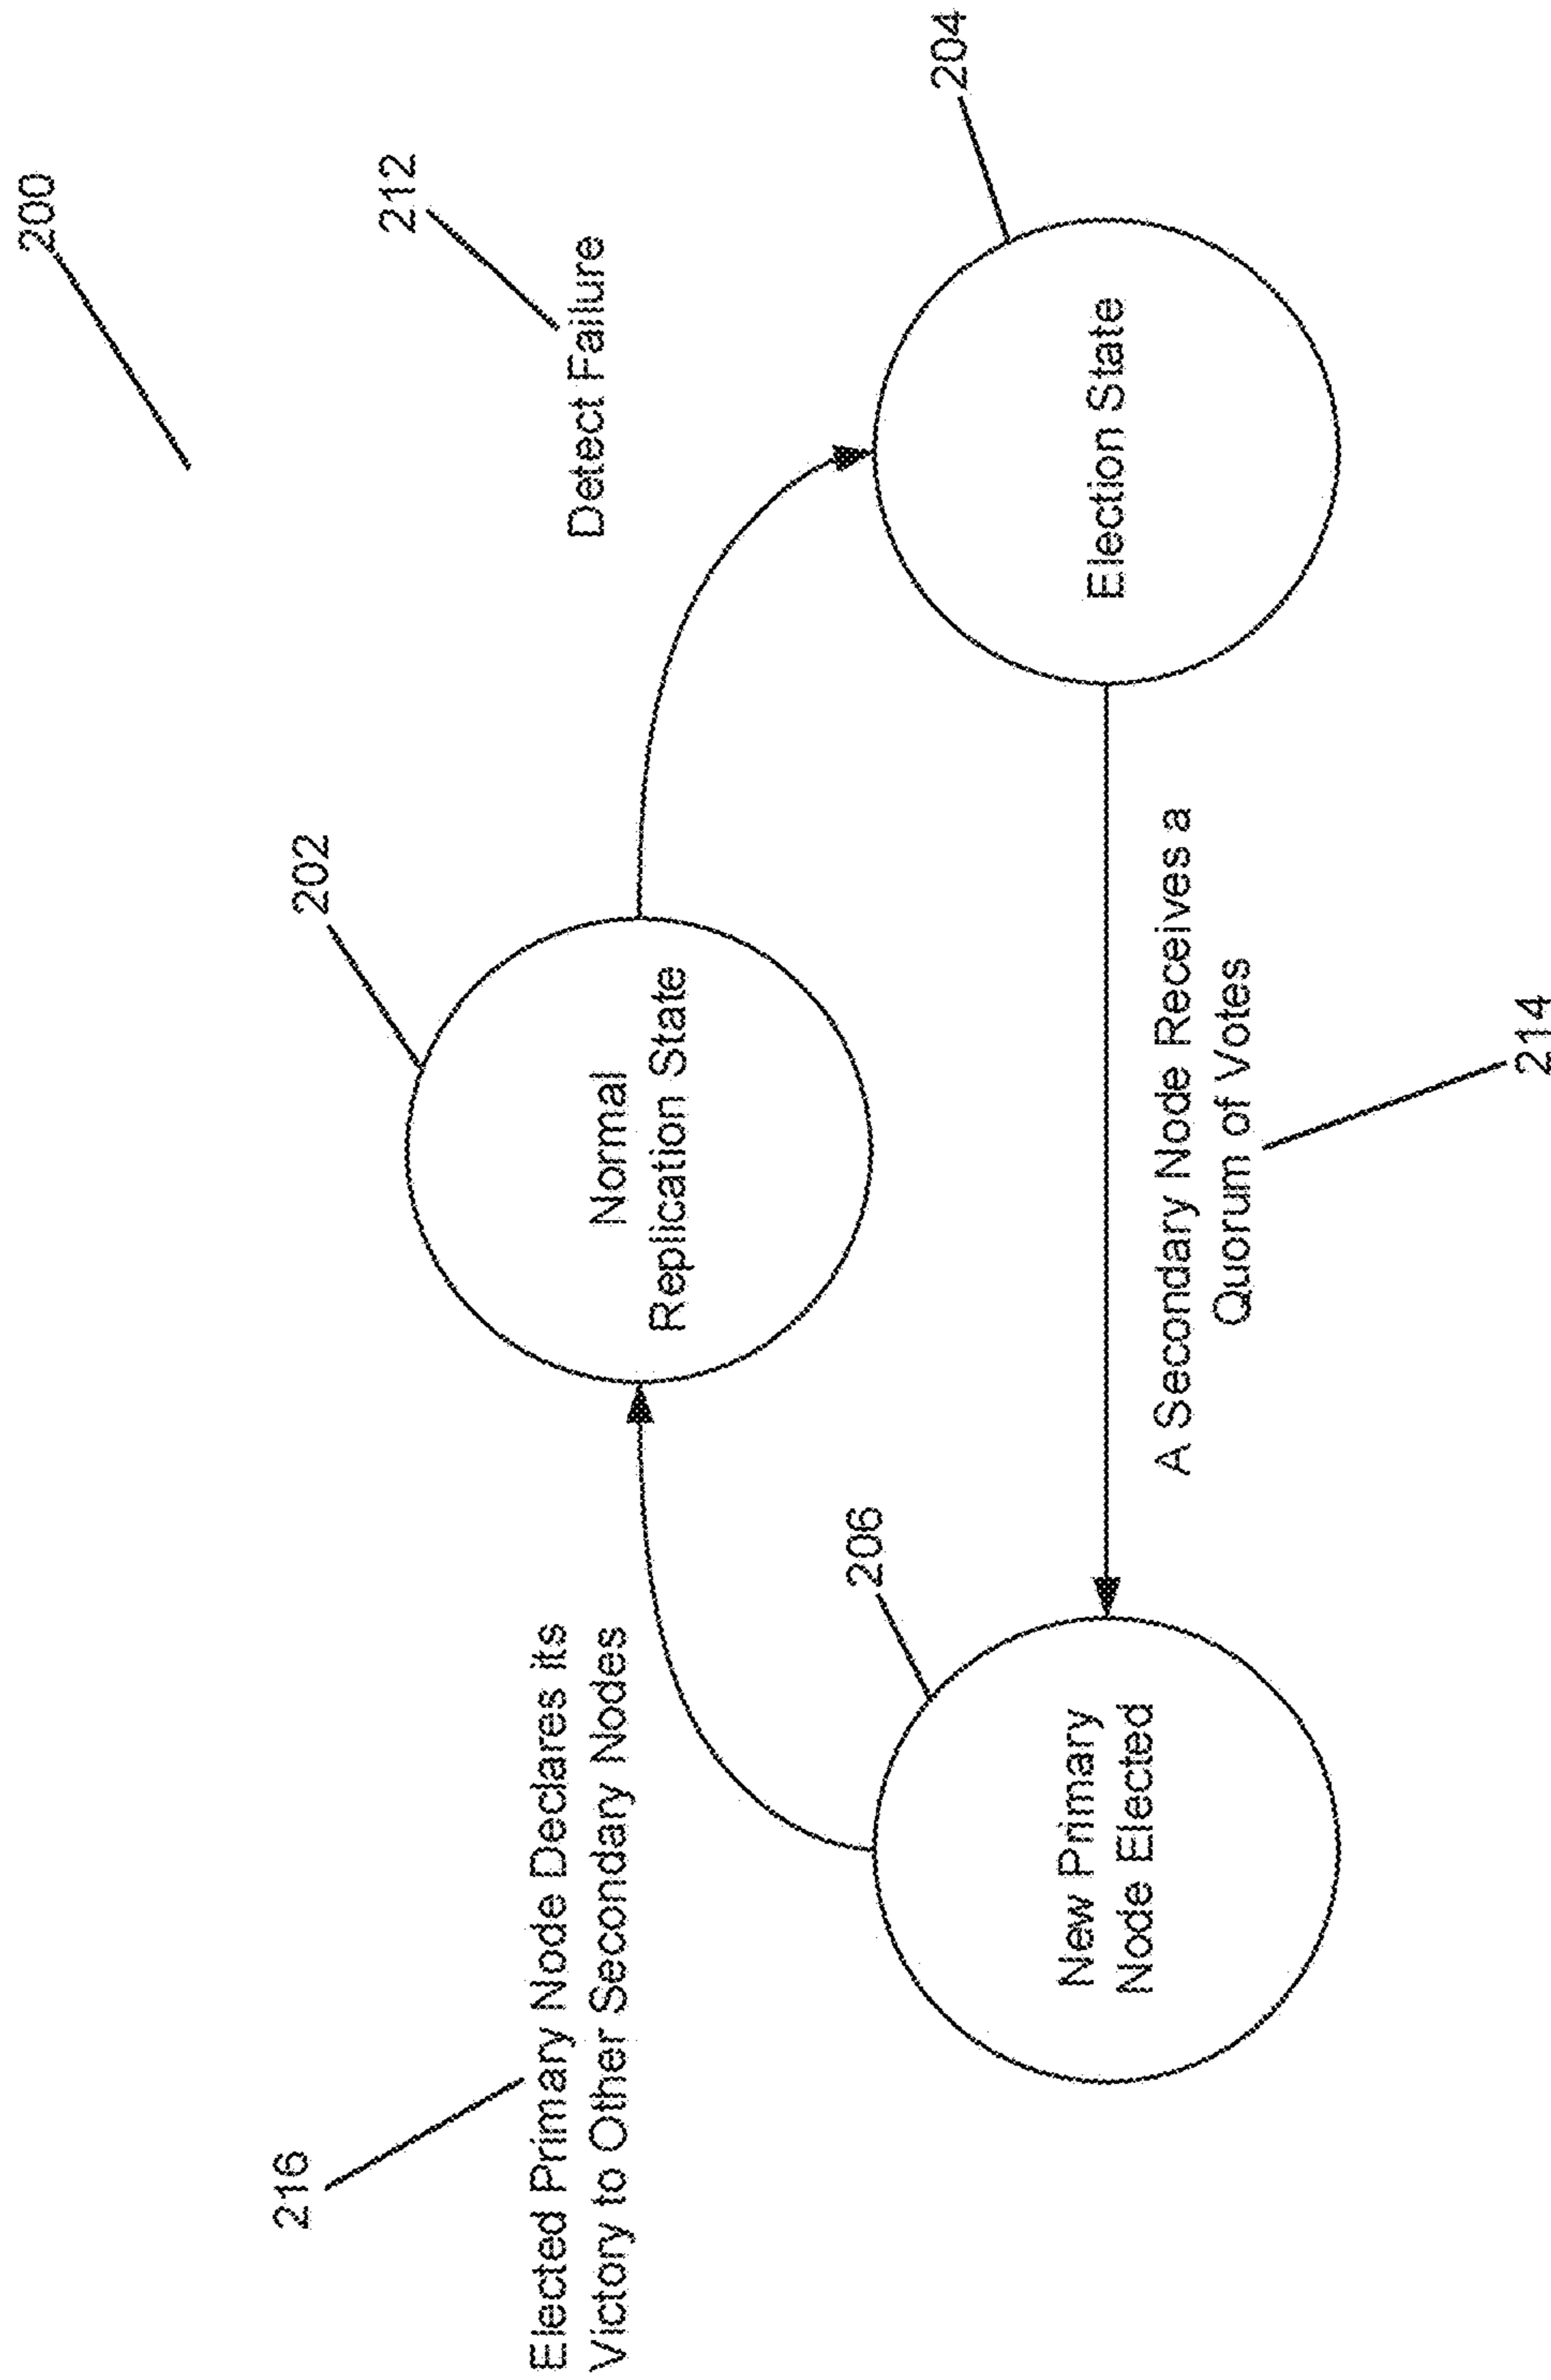 200
212
Detect Failure
202
Normal
Replication State
204
Election State
216
Elected Primary Node Declares its
Victory to Other Secondary Nodes
206
New Primary
Node Elected
A Secondary Node Receives a
Quorum of Votes
214